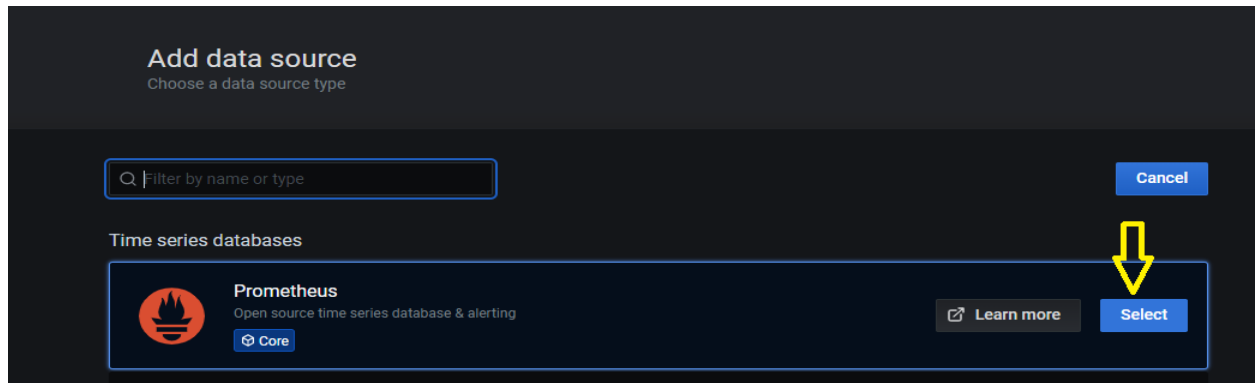 Add data source
Choose a data source type
Filter by name or type
Cancel
Time series databases
Prometheus
Open source time series database & alerting
Learn more
Select
Core